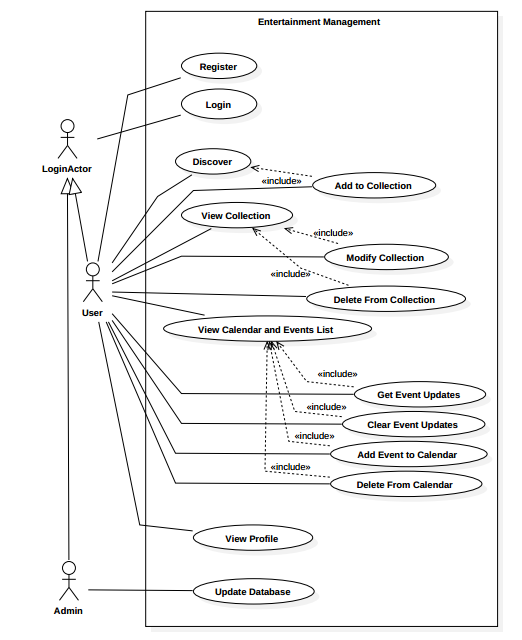 Entertainment Management
Register
Login
LoginActor
Discover
«include»
Add to Collection
View Collection
«include»
Modify Collection
«include»
Delete From Collection
User
View Calendar and Events List
«include»
Get Event Updates
«include»
Clear Event Updates
«include»
Add Event to Calendar
«include»
Delete From Calendar
View Profile
Update Database
Admin